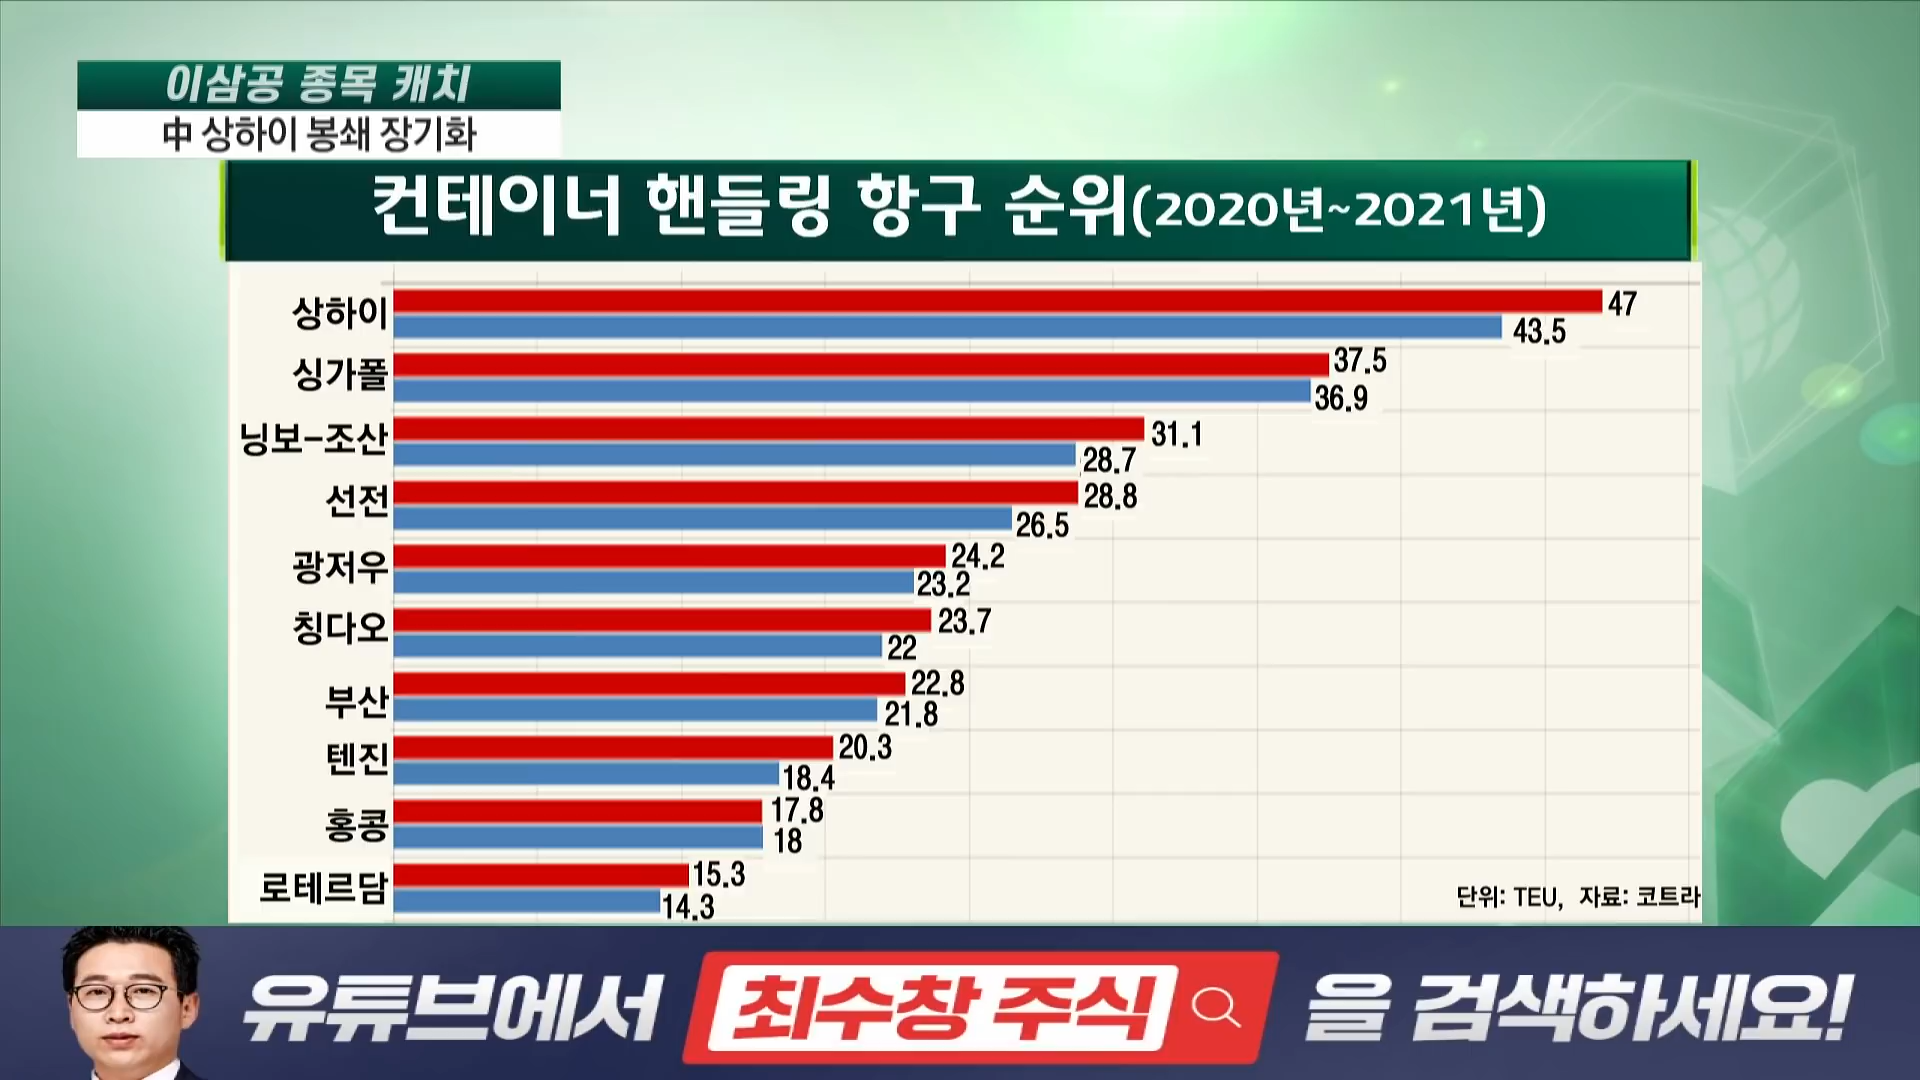 이삼공 종목 캐치
中 상하이 봉쇄 장기화
컨테이너 핸들링 항구 순위(2020년~2021년)
상하이 47
43.5
싱가폴 37.5
36.9
닝보-조산 31.1
28.7
선전 28.8
26.5
광저우 24.2
23.2
칭다오 23.7
22
부산 22.8
21.8
텐진 20.3
18.4
홍콩 17.8
18
로테르담 15.3
14.3
단위: TEU, 자료: 코트라
유튜브에서 최수창 주식 을 검색하세요!